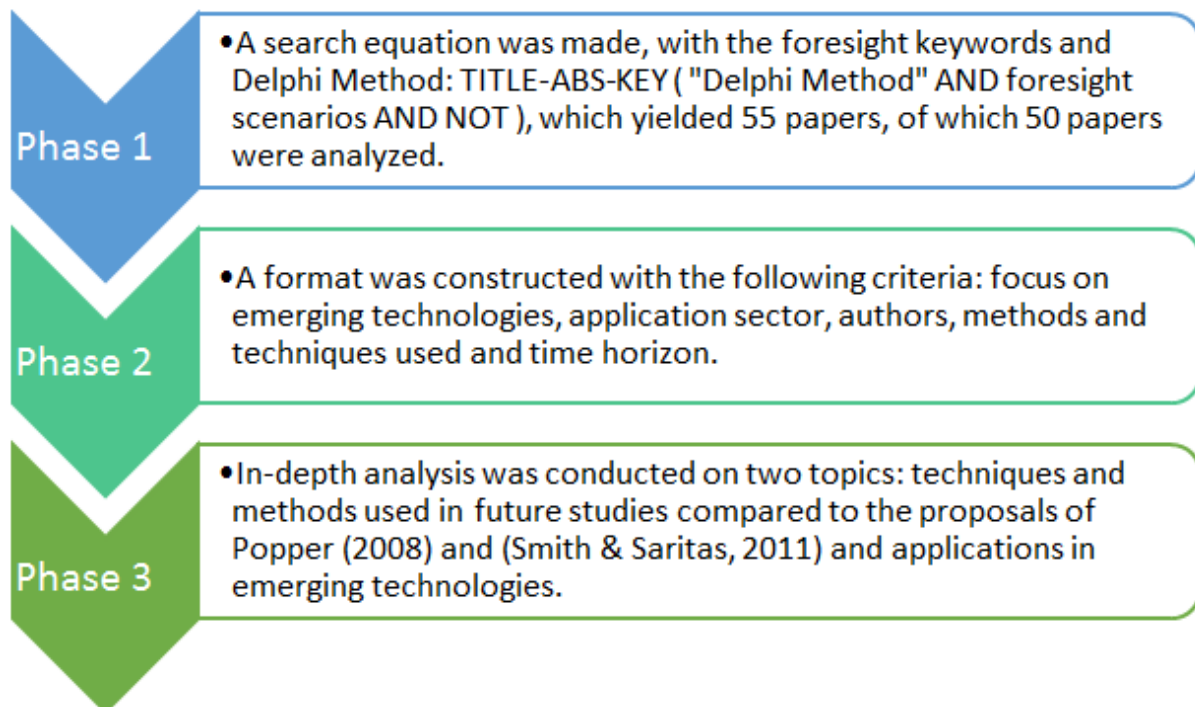 Phase 1
•A search equation was made, with the foresight keywords and
Delphi Method: TITLE-ABS-KEY ( "Delphi Method" AND foresight
scenarios AND NOT ), which yielded 55 papers, of which 50 papers
were analyzed.
Phase 2
•A format was constructed with the following criteria: focus on
emerging technologies, application sector, authors, methods and
techniques used and time horizon.
Phase 3
•In-depth analysis was conducted on two topics: techniques and
methods used in future studies compared to the proposals of
Popper (2008) and (Smith & Saritas, 2011) and applications in
emerging technologies.